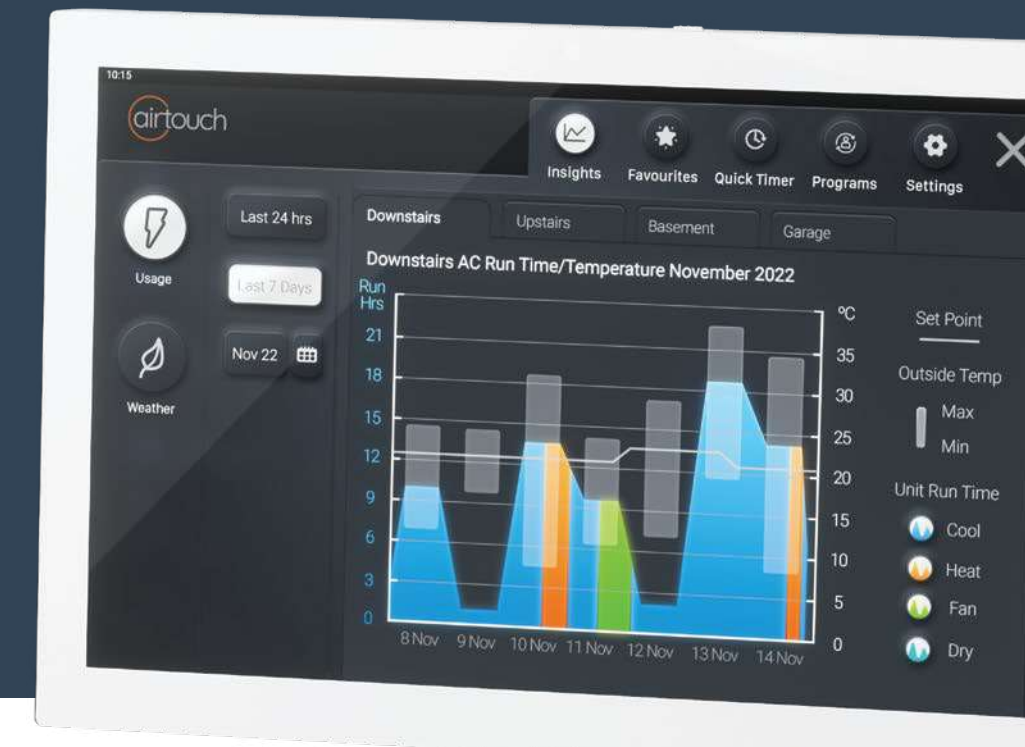 10:15
airtouch
Insights
Favourites
Quick Timer
Programs
Settings
Usage
Weather
Last 24 hrs
Last 7 Days
Nov 22
Downstairs
Upstairs
Basement
Garage
Downstairs AC Run Time/Temperature November 2022
Run
Hrs
21
18
15
12
9
6
3
0
8 Nov
9 Nov
10 Nov
11 Nov
12 Nov
13 Nov
14 Nov
°C
35
30
25
20
15
10
5
0
Set Point
Outside Temp
Max
Min
Unit Run Time
Cool
Heat
Fan
Dry